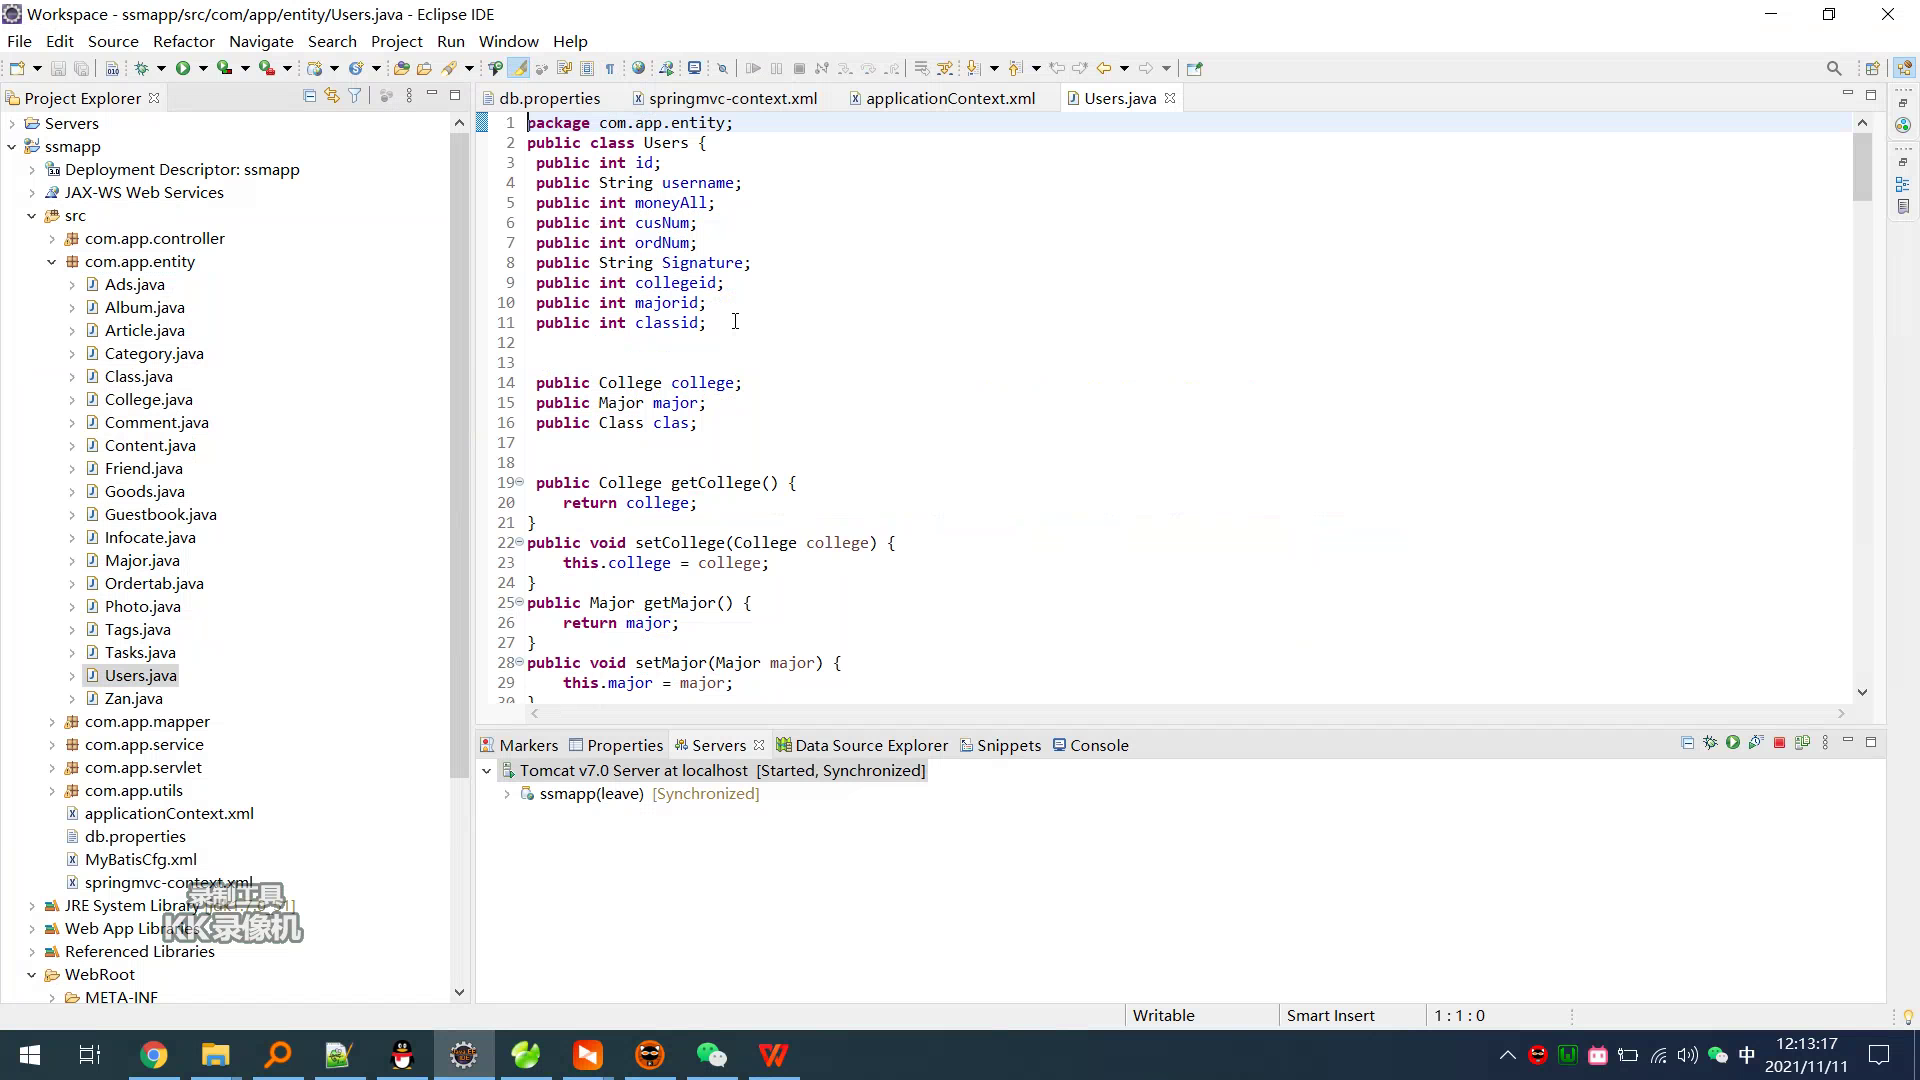 Workspace - ssmapp/src/com/app/entity/Users.java - Eclipse IDE
File Edit Source Refactor Navigate Search Project Run Window Help
Project Explorer
db.properties
springmvc-context.xml
applicationContext.xml
Users.java
Servers
ssmapp
Deployment Descriptor: ssmapp
JAX-WS Web Services
src
com.app.controller
com.app.entity
Ads.java
Album.java
Article.java
Category.java
Class.java
College.java
Comment.java
Content.java
Friend.java
Goods.java
Guestbook.java
Infocate.java
Major.java
Ordertab.java
Photo.java
Tags.java
Tasks.java
Users.java
Zan.java
com.app.mapper
com.app.service
com.app.servlet
com.app.utils
applicationContext.xml
db.properties
MyBatisCfg.xml
springmvc-context.xml
JRE System Library
Web App Libraries
Referenced Libraries
WebRoot
META-INF
录制工具
KK录像机
1 package com.app.entity;
2 public class Users {
3 public int id;
4 public String username;
5 public int moneyAll;
6 public int cusNum;
7 public int ordNum;
8 public String Signature;
9 public int collegeid;
10 public int majorid;
11 public int classid;
12
13
14 public College college;
15 public Major major;
16 public Class clas;
17
18
19 public College getCollege() {
20 return college;
21 }
22 public void setCollege(College college) {
23 this.college = college;
24 }
25 public Major getMajor() {
26 return major;
27 }
28 public void setMajor(Major major) {
29 this.major = major;
30 }
Markers Properties Servers Data Source Explorer Snippets Console
Tomcat v7.0 Server at localhost [Started, Synchronized]
ssmapp(leave) [Synchronized]
Writable Smart Insert 1 : 1 : 0
中
12:13:17
2021/11/11